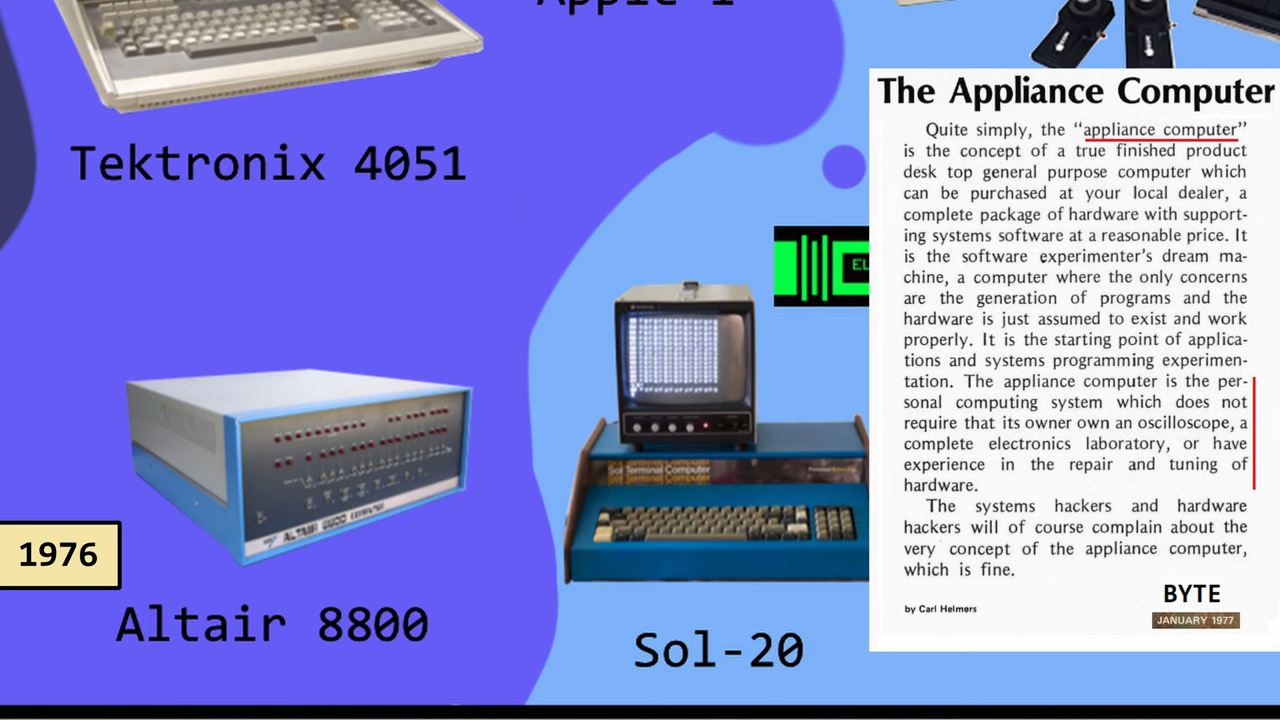 Tektronix 4051
The Appliance Computer
Quite simply, the "appliance computer"
is the concept of a true finished product
desk top general purpose computer which
can be purchased at your local dealer, a
complete package of hardware with support-
ing systems software at a reasonable price. It
is the software experimenter's dream ma-
chine, a computer where the only concerns
are the generation of programs and the
hardware is just assumed to exist and work
properly. It is the starting point of applica-
tions and systems programming experimen-
tation. The appliance computer is the per-
sonal computing system which does not
require that its owner own an oscilloscope, a
complete electronics laboratory, or have
experience in the repair and tuning of
hardware.
The systems hackers and hardware
hackers will of course complain about the
very concept of the appliance computer,
which is fine.
by Carl Helmers
BYTE
JANUARY 1977
EL
Sol Terminal Computer
ALTAIR 8800 COMPUTER
1976
Altair 8800
Sol-20